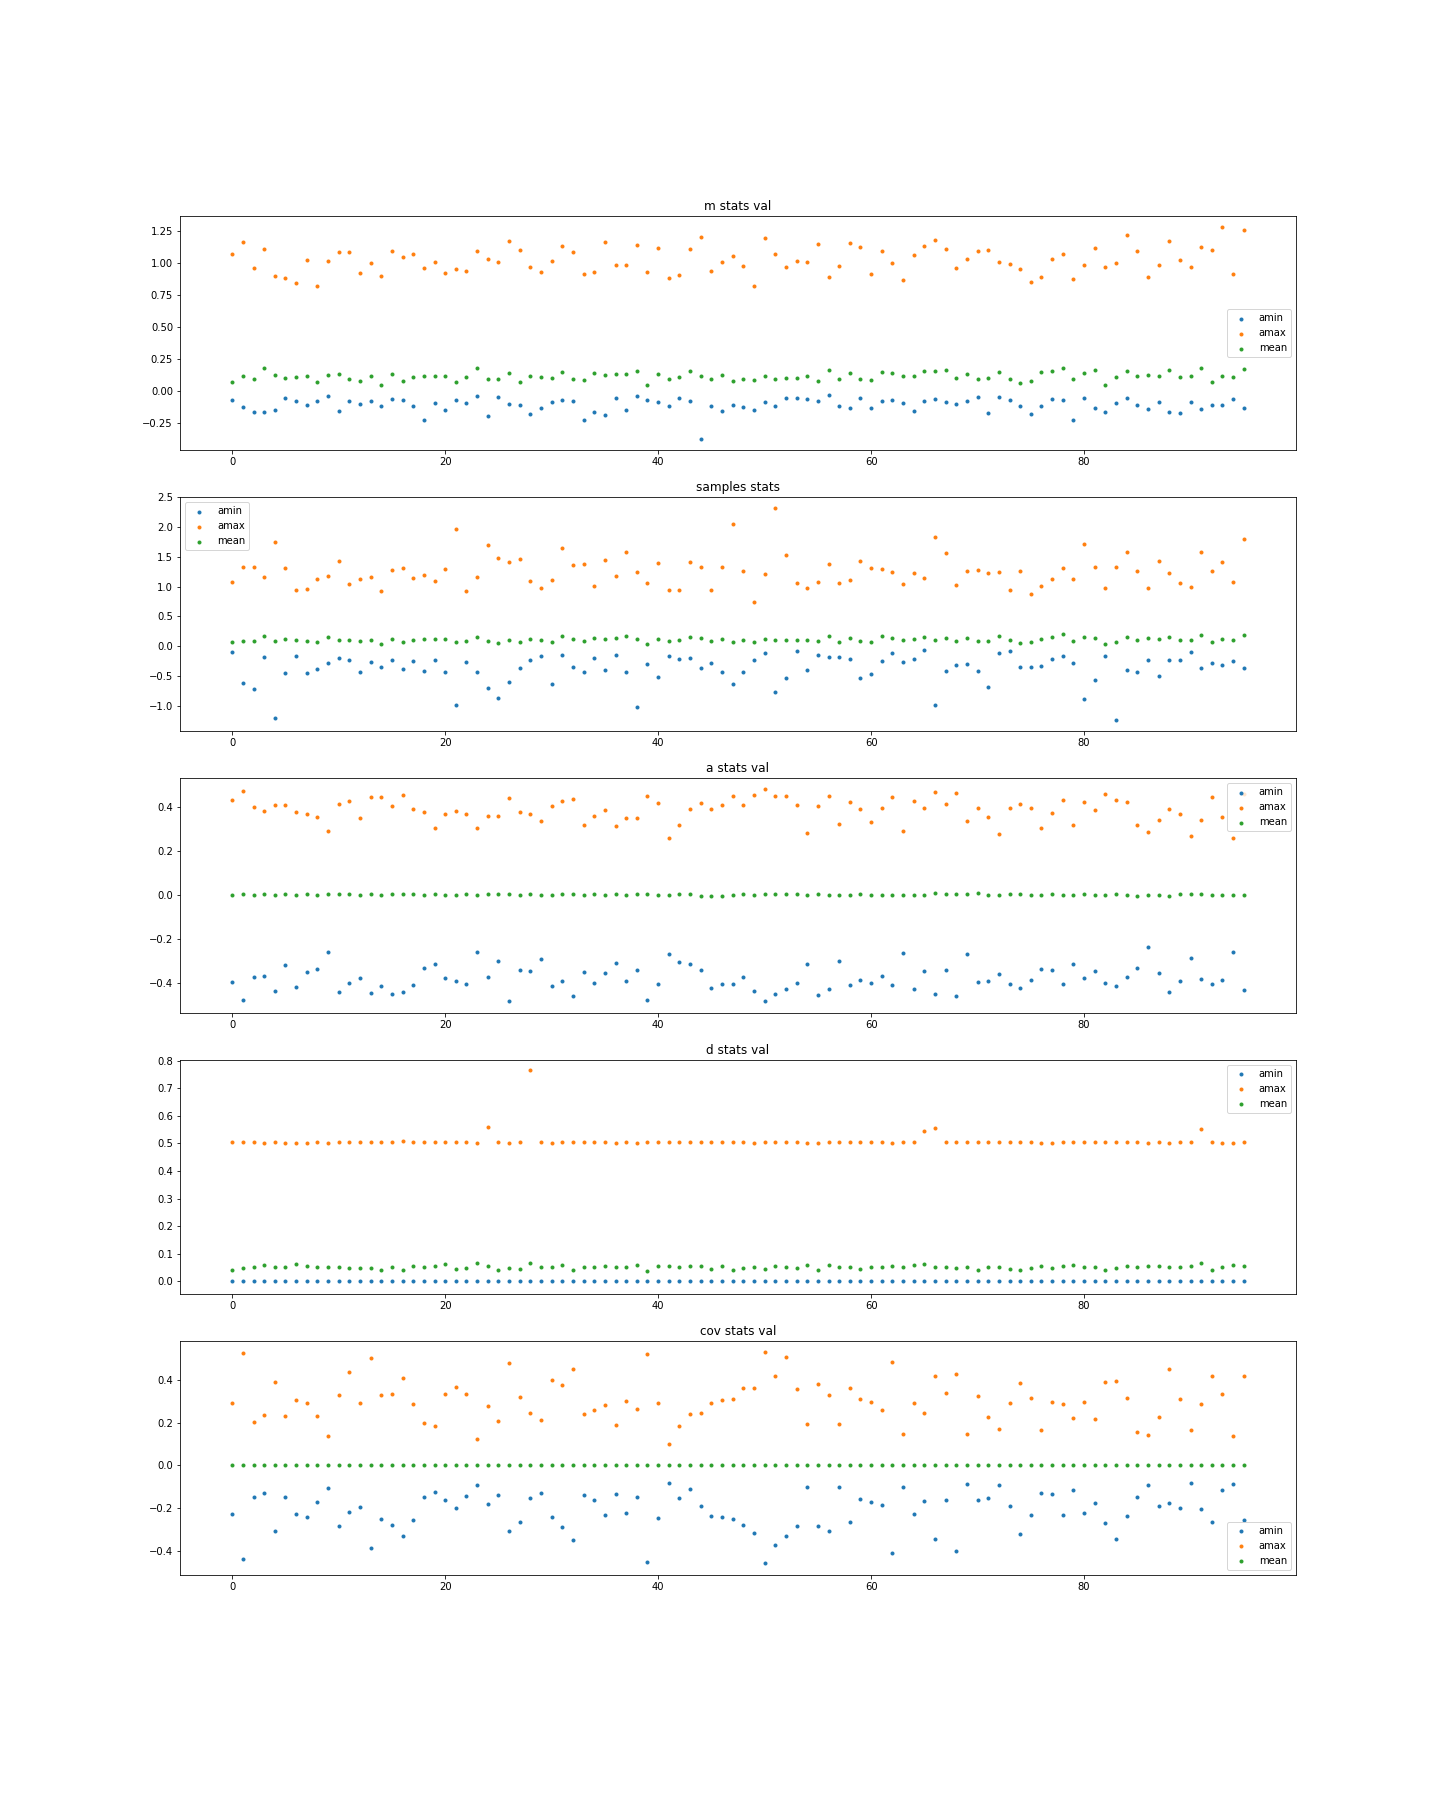 m stats val
1.25
1.00
0.75
0.50
0.25
0.00
−0.25
amin
amax
mean
0 20 40 60 80
samples stats
2.5
2.0
1.5
1.0
0.5
0.0
−0.5
−1.0
amin
amax
mean
0 20 40 60 80
a stats val
0.4
0.2
0.0
−0.2
−0.4
amin
amax
mean
0 20 40 60 80
d stats val
0.8
0.7
0.6
0.5
0.4
0.3
0.2
0.1
0.0
amin
amax
mean
0 20 40 60 80
cov stats val
0.4
0.2
0.0
−0.2
−0.4
amin
amax
mean
0 20 40 60 80